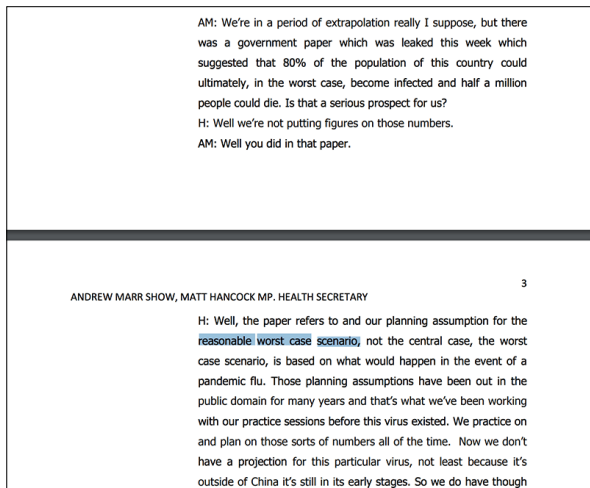 AM: We're in a period of extrapolation really I suppose, but there
was a government paper which was leaked this week which
suggested that 80% of the population of this country could
ultimately, in the worst case, become infected and half a million
people could die. Is that a serious prospect for us?
H: Well we're not putting figures on those numbers.
AM: Well you did in that paper.
3
ANDREW MARR SHOW, MATT HANCOCK MP. HEALTH SECRETARY
H: Well, the paper refers to and our planning assumption for the
reasonable worst case scenario, not the central case, the worst
case scenario, is based on what would happen in the event of a
pandemic flu. Those planning assumptions have been out in the
public domain for many years and that's what we've been working
with our practice sessions before this virus existed. We practice on
and plan on those sorts of numbers all of the time. Now we don't
have a projection for this particular virus, not least because it's
outside of China it's still in its early stages. So we do have though